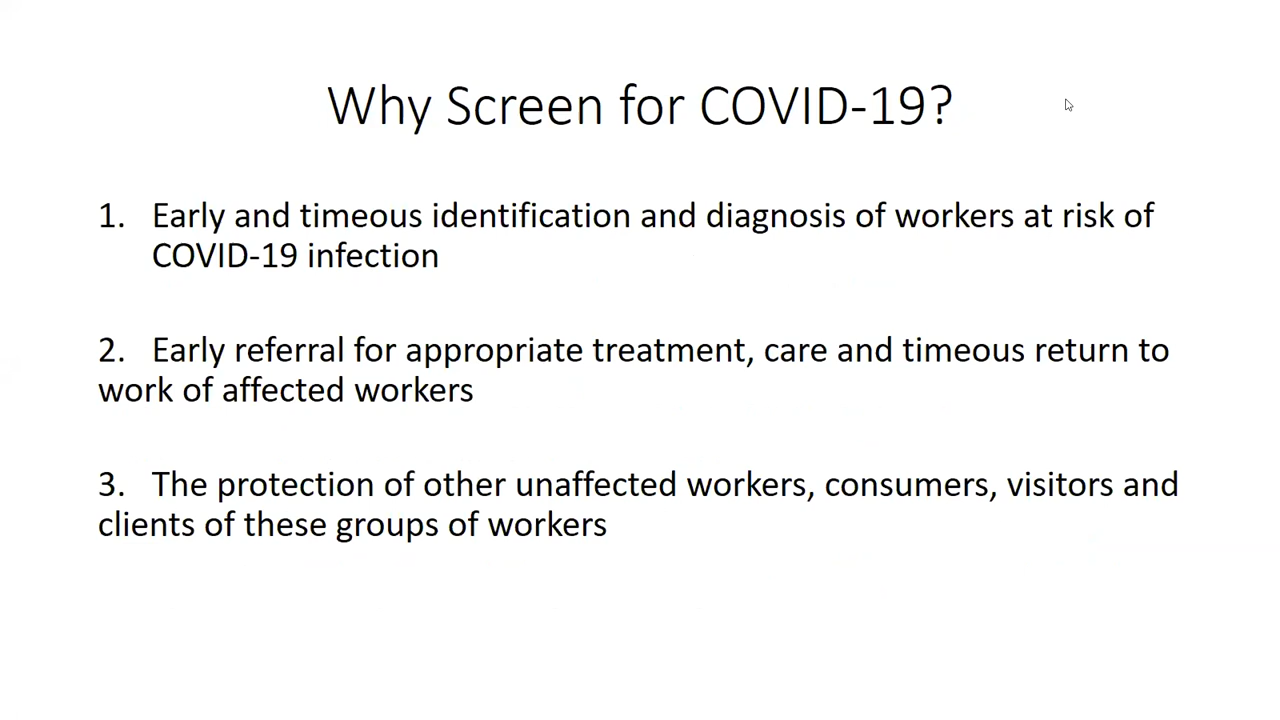 Why Screen for COVID-19?
1. Early and timeous identification and diagnosis of workers at risk of
COVID-19 infection
2. Early referral for appropriate treatment, care and timeous return to
work of affected workers
3. The protection of other unaffected workers, consumers, visitors and
clients of these groups of workers